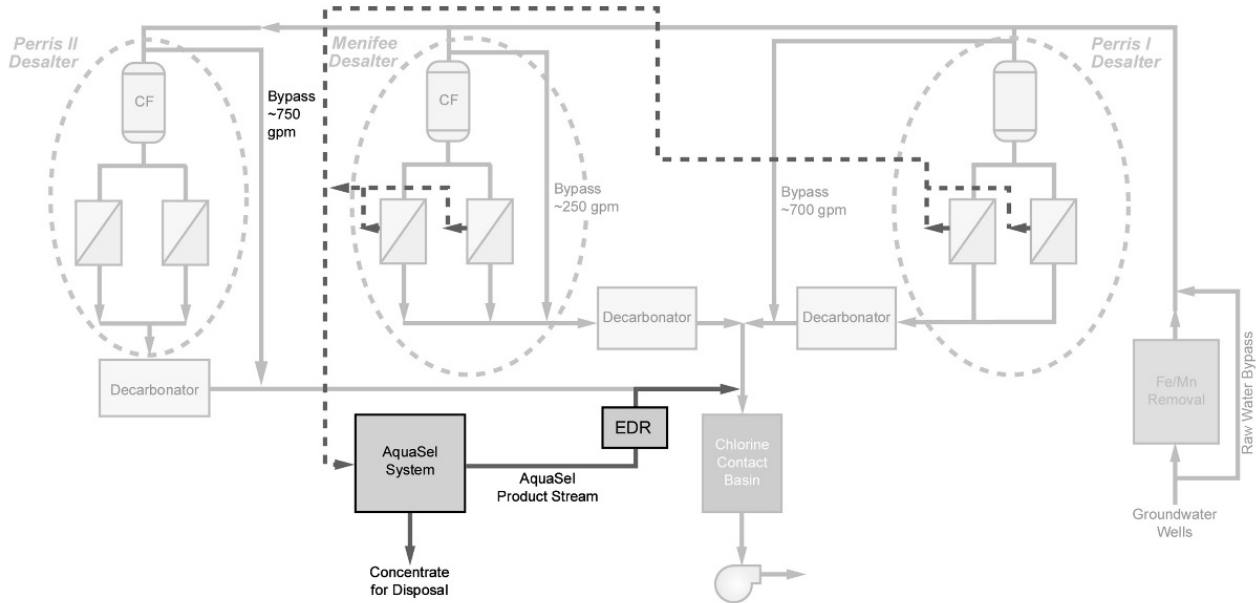 Perris II
Desalter
CF
Bypass
~750
gpm
Decarbonator
Menifee
Desalter
CF
Bypass
~250 gpm
Decarbonator
Bypass
~700 gpm
Decarbonator
Perris I
Desalter
Fe/Mn
Removal
Raw Water Bypass
Groundwater
Wells
AquaSel
System
AquaSel
Product Stream
EDR
Chlorine
Contact
Basin
Concentrate
for Disposal